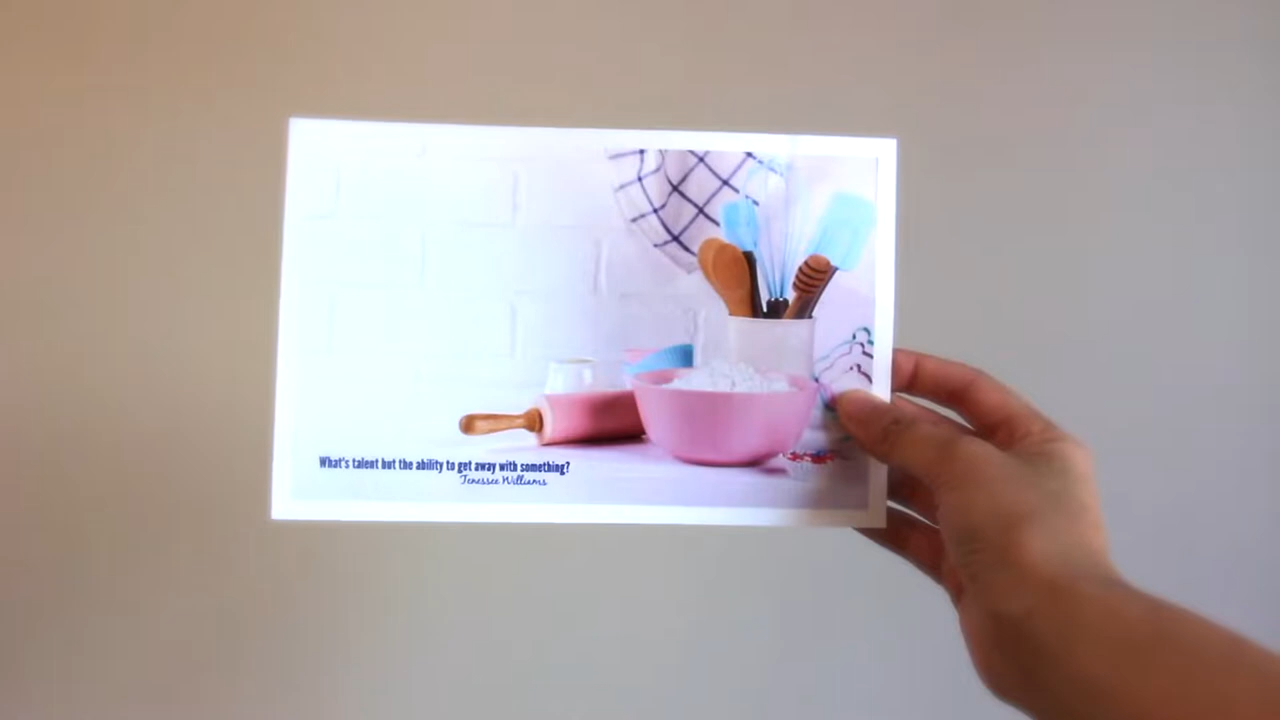 What's talent but the ability to get away with something?
Tenessee Williams